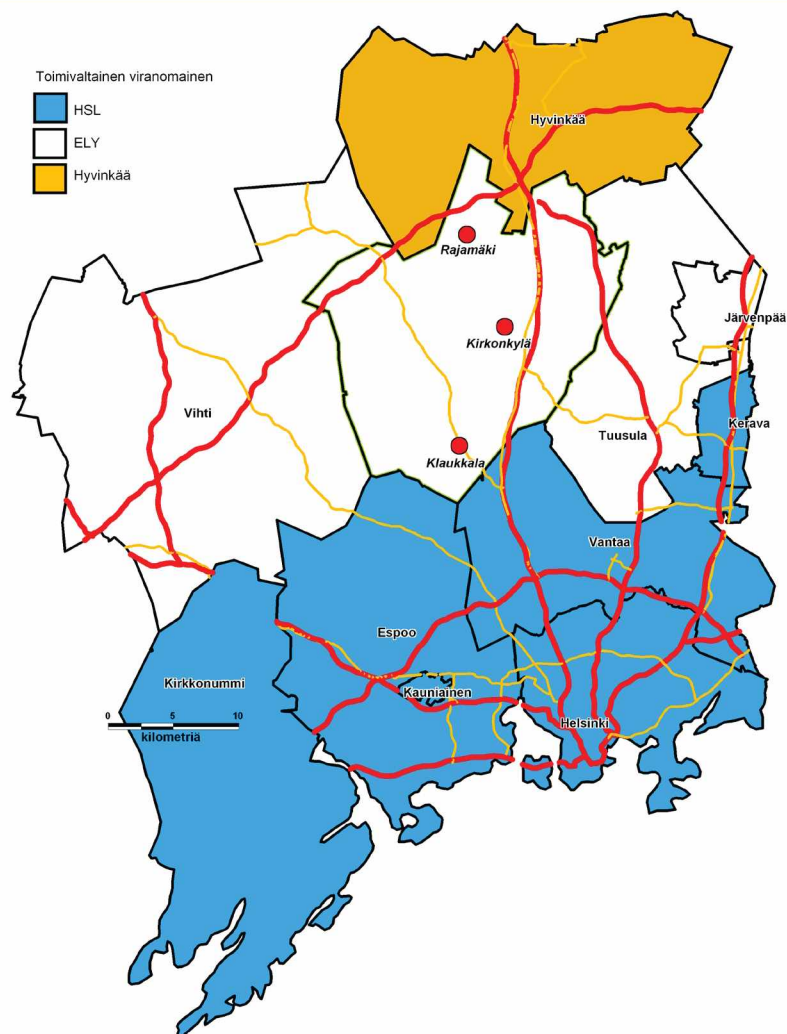 Toimivaltainen viranomainen
HSL
ELY
Hyvinkää
Hyvinkää
Rajamäki
Järvenpää
Kirkonkylä
Vihti
Kerava
Tuusula
Klaukkala
Vantaa
Espoo
Kirkkonummi
Kauniainen
0 5 10
Helsinki
kilometriä